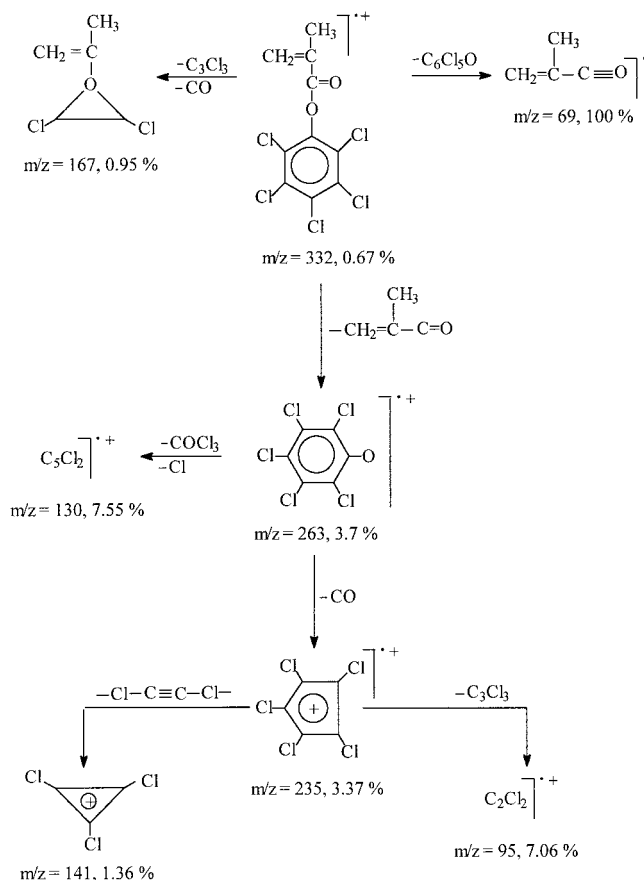 CH₃
CH₂ = C
O
Cl
Cl
m/z = 167, 0.95 %
–C₃Cl₃
–CO
CH₃
CH₂=C
C=O
O
Cl
Cl
Cl
Cl
Cl
• +
m/z = 332, 0.67 %
–C₆Cl₅O
CH₃
CH₂=C – C≡O
•
m/z = 69, 100 %
CH₃
–CH₂=C–C=O
Cl
Cl
Cl
O
Cl
Cl
• +
m/z = 263, 3.7 %
–COCl₃
–Cl
C₅Cl₂
• +
m/z = 130, 7.55 %
–CO
Cl
Cl
Cl
+
Cl
Cl
• +
m/z = 235, 3.37 %
–Cl–C≡C–Cl–
Cl
Cl
+
Cl
m/z = 141, 1.36 %
–C₃Cl₃
C₂Cl₂
• +
m/z = 95, 7.06 %